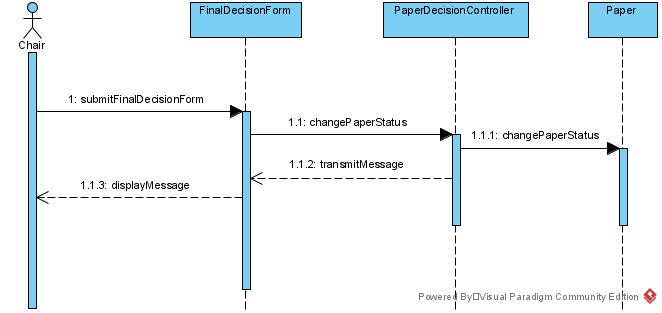 FinalDecisionForm
PaperDecisionController
Paper
Chair
1: submitFinalDecisionForm
1.1: changePaperStatus
1.1.1: changePaperStatus
1.1.2: transmitMessage
1.1.3: displayMessage
Powered By□Visual Paradigm Community Edition